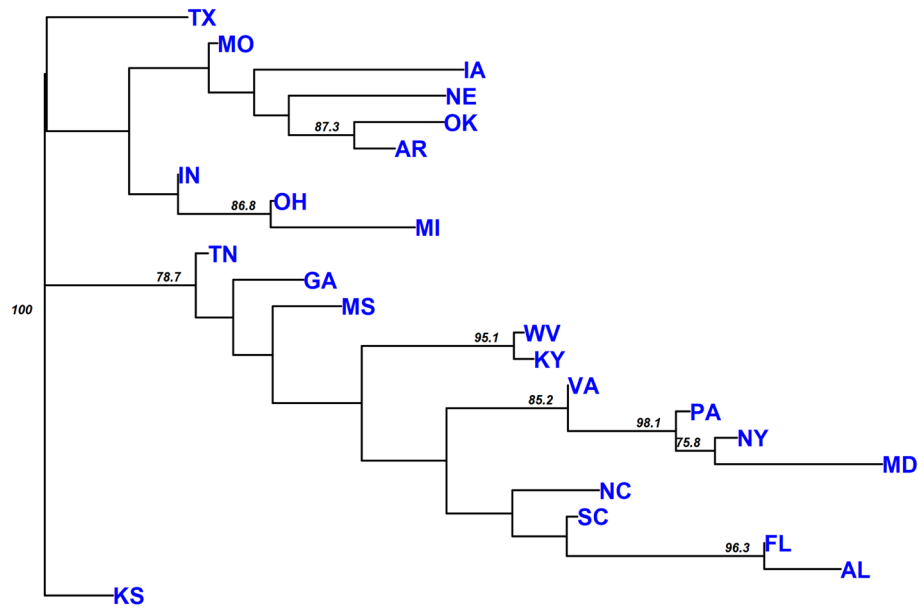 TX
MO
IA
NE
87.3 OK
AR
IN
86.8 OH
MI
TN
78.7 GA
100 MS
95.1 WV
KY
VA
85.2
PA
98.1
75.8 NY
MD
NC
SC
96.3 FL
AL
KS